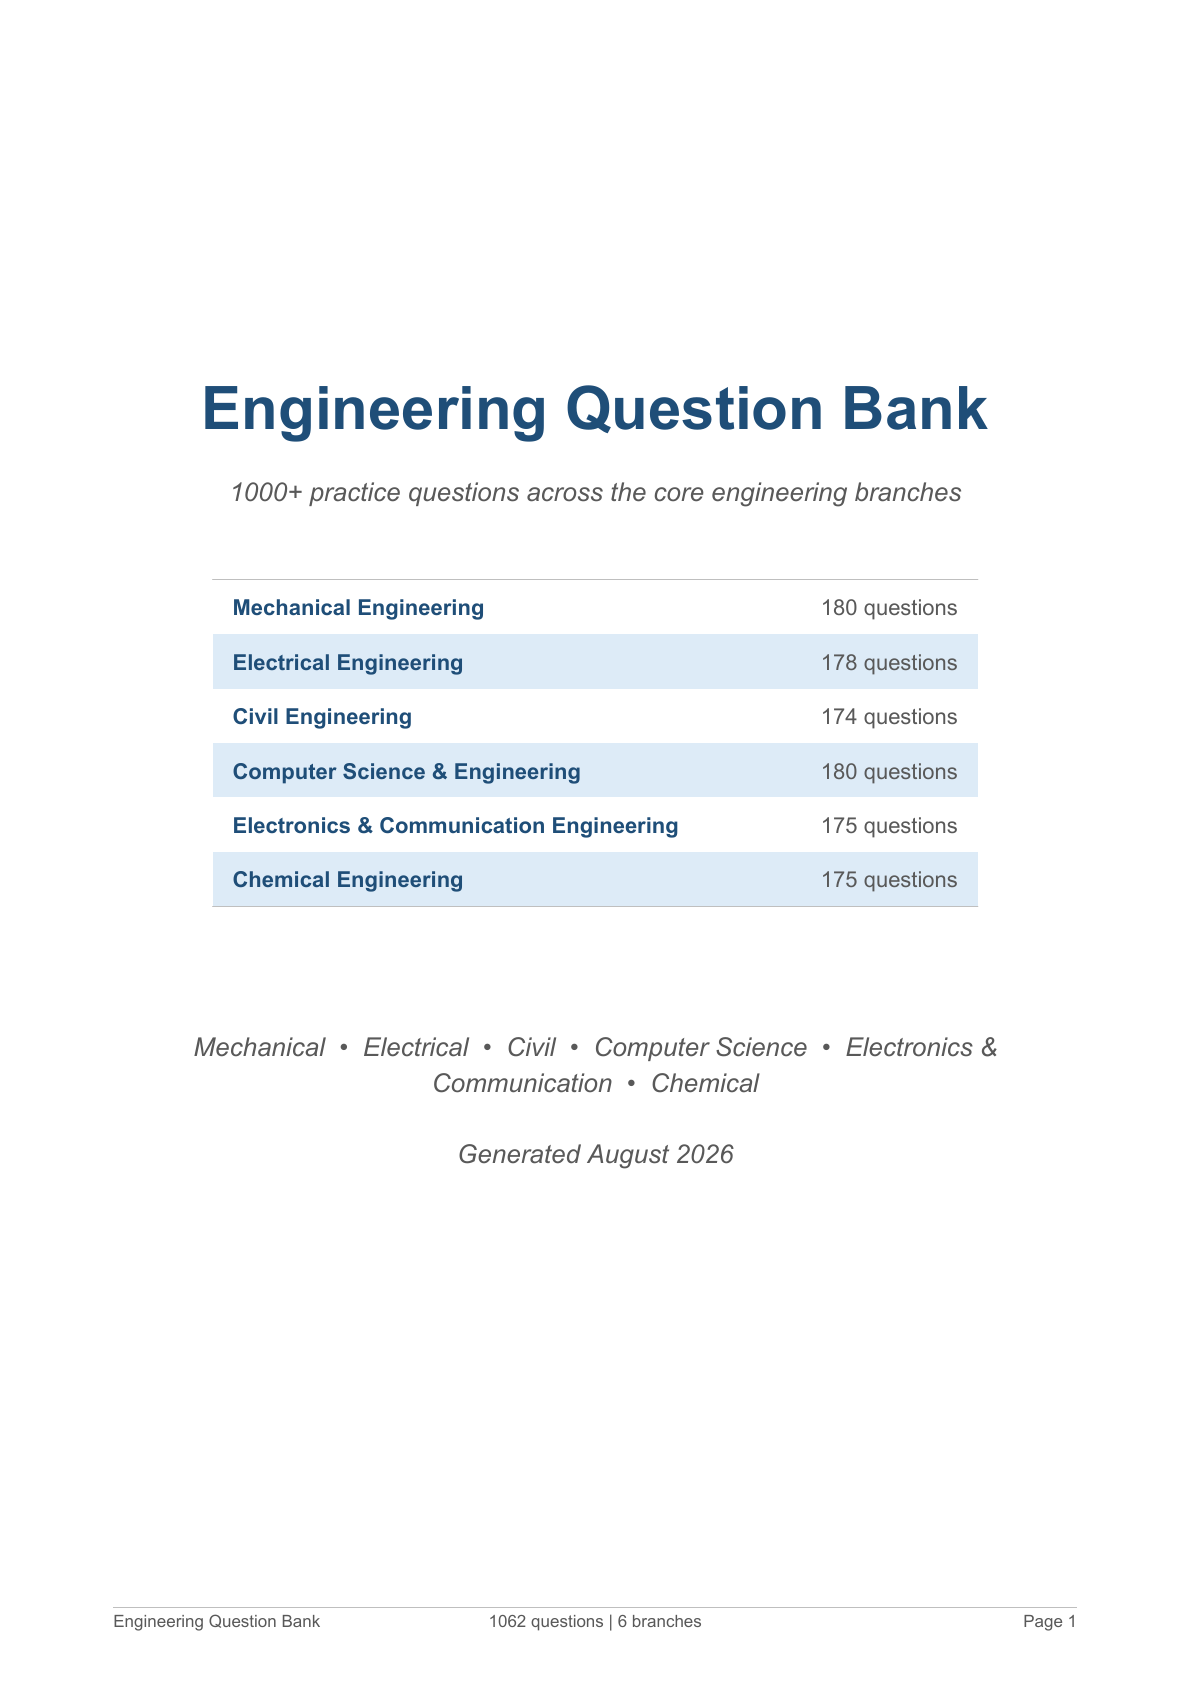 Engineering Question Bank
1000+ practice questions across the core engineering branches
Mechanical Engineering 180 questions
Electrical Engineering 178 questions
Civil Engineering 174 questions
Computer Science & Engineering 180 questions
Electronics & Communication Engineering 175 questions
Chemical Engineering 175 questions
Mechanical • Electrical • Civil • Computer Science • Electronics &
Communication • Chemical
Generated August 2026
Engineering Question Bank 1062 questions | 6 branches Page 1